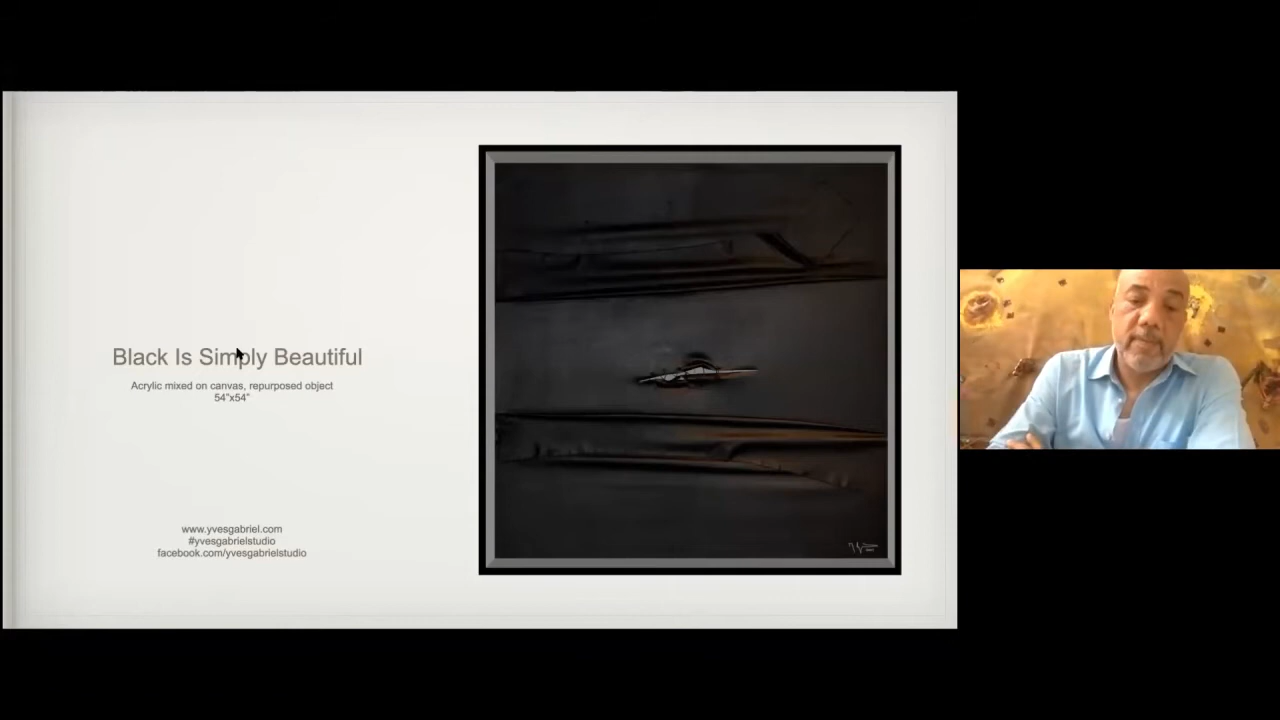 Black Is Simply Beautiful
Acrylic mixed on canvas, repurposed object
54”x54”
www.yvesgabriel.com
#yvesgabrielstudio
facebook.com/yvesgabrielstudio